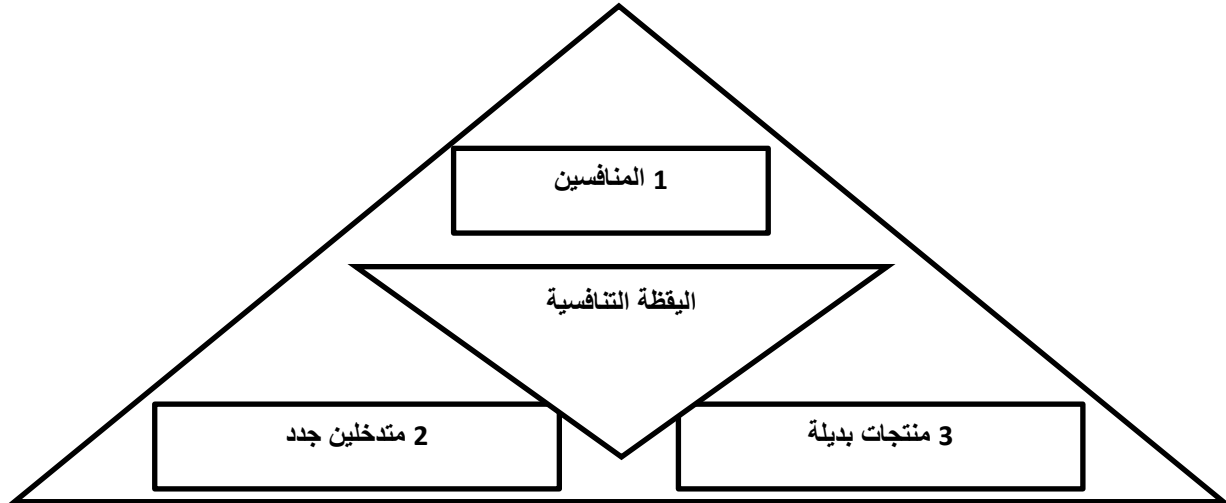 1 المنافسين
اليقظة التنافسية
2 متدخلين جدد
3 منتجات بديلة